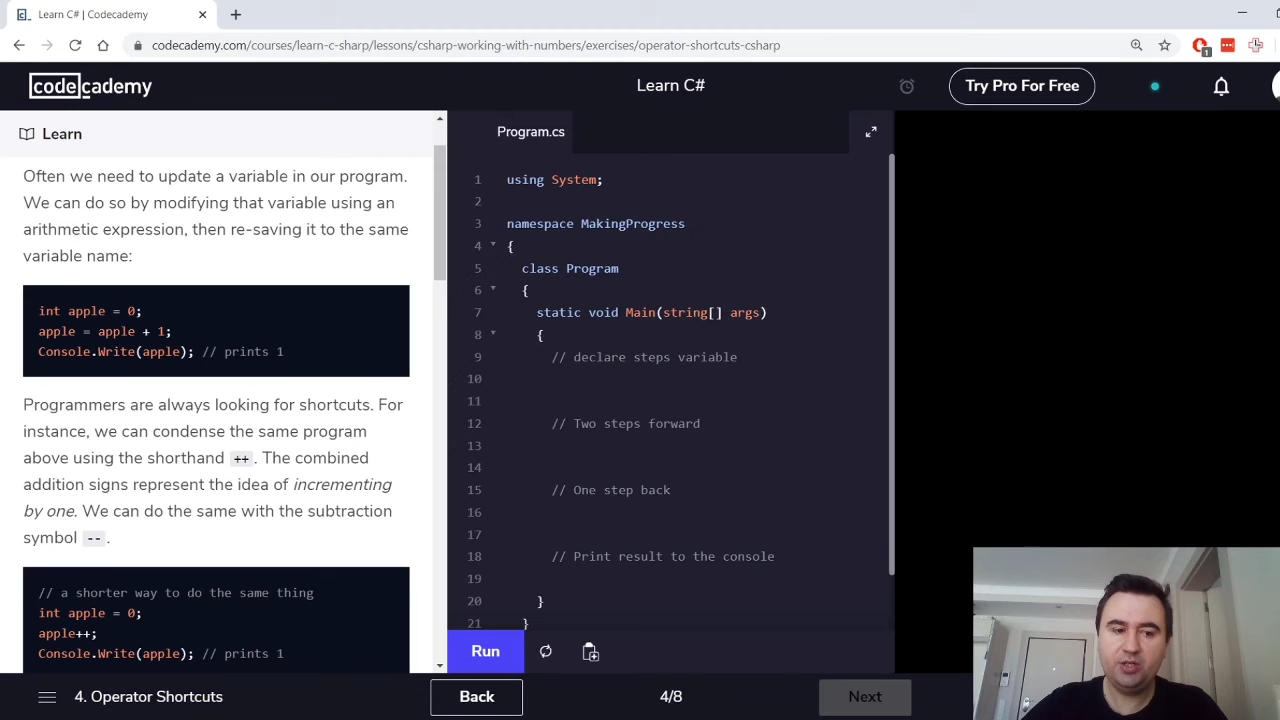 Learn C# | Codecademy
codecademy.com/courses/learn-c-sharp/lessons/csharp-working-with-numbers/exercises/operator-shortcuts-csharp
1
codecademy
Learn C#
Try Pro For Free
Learn
Often we need to update a variable in our program.
We can do so by modifying that variable using an
arithmetic expression, then re-saving it to the same
variable name:
int apple = 0;
apple = apple + 1;
Console.Write(apple); // prints 1
Programmers are always looking for shortcuts. For
instance, we can condense the same program
above using the shorthand ++. The combined
addition signs represent the idea of incrementing
by one. We can do the same with the subtraction
symbol --.
// a shorter way to do the same thing
int apple = 0;
apple++;
Console.Write(apple); // prints 1
Program.cs
1 using System;
2
3 namespace MakingProgress
4 {
5 class Program
6 {
7 static void Main(string[] args)
8 {
9 // declare steps variable
10
11
12 // Two steps forward
13
14
15 // One step back
16
17
18 // Print result to the console
19
20 }
21 }
Run
4. Operator Shortcuts
Back
4/8
Next